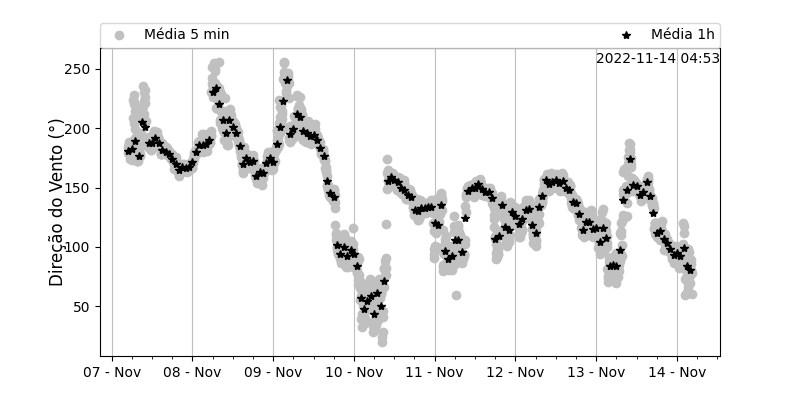 Média 5 min
Média 1h
2022-11-14 04:53
Direção do Vento (°)
250
200
150
100
50
07 - Nov
08 - Nov
09 - Nov
10 - Nov
11 - Nov
12 - Nov
13 - Nov
14 - Nov